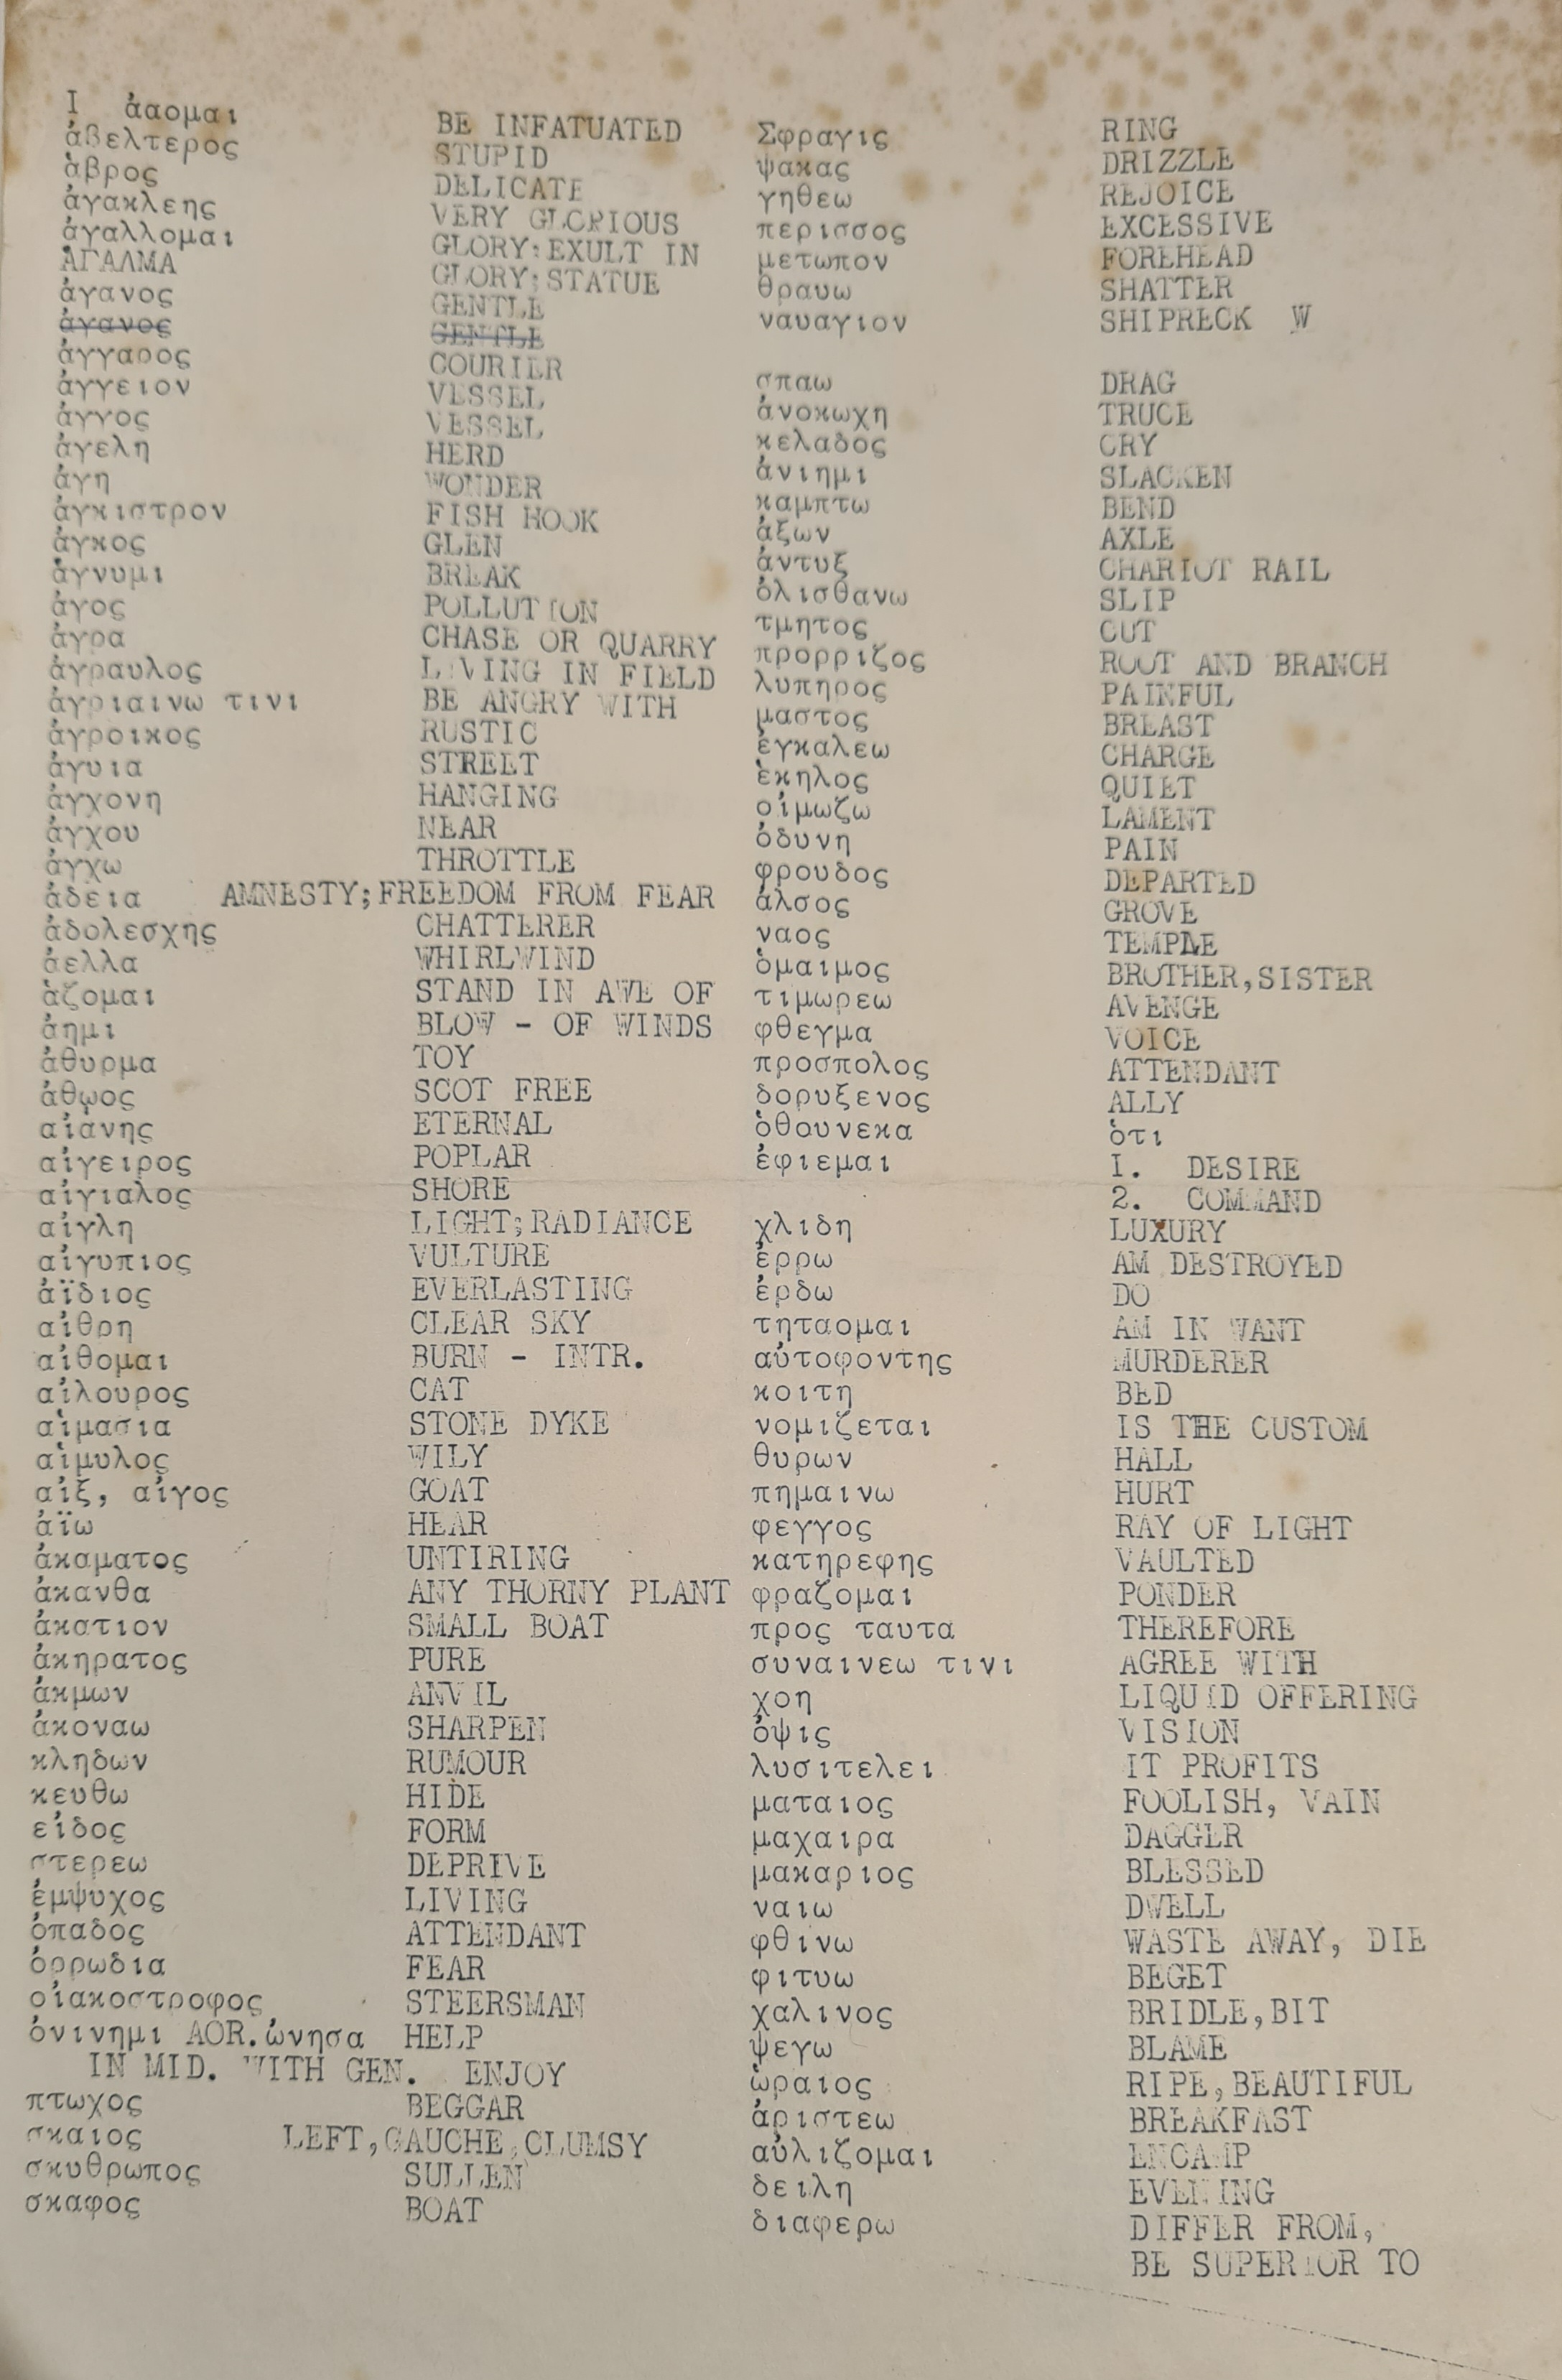 I ἀαομαι BE INFATUATED
ἀβελτερος STUPID
ἁβρος DELICATE
ἀγακλεης VERY GLORIOUS
ἀγαλλομαι GLORY:EXULT IN
ἈΓΑΛΜΑ GLORY;STATUE
ἀγανος GENTLE
ἀγανος GENTLE
ἀγγαρος COURIER
ἀγγειον VESSEL
ἀγγος VESSEL
ἀγελη HERD
ἀγη WONDER
ἀγκιστρον FISH HOOK
ἀγκος GLEN
ἀγνυμι BREAK
ἀγος POLLUTION
ἀγρα CHASE OR QUARRY
ἀγραυλος LIVING IN FIELD
ἀγριαινω τινι BE ANGRY WITH
ἀγροικος RUSTIC
ἀγυια STREET
ἀγχονη HANGING
ἀγχου NEAR
ἀγχω THROTTLE
ἀδεια AMNESTY;FREEDOM FROM FEAR
ἀδολεσχης CHATTERER
ἀελλα WHIRLWIND
ἁζομαι STAND IN AWE OF
ἀημι BLOW - OF WINDS
ἀθυρμα TOY
ἀθῳος SCOT FREE
αἰανης ETERNAL
αἰγειρος POPLAR
αἰγιαλος SHORE
αἰγλη LIGHT;RADIANCE
αἰγυπιος VULTURE
ἀϊδιος EVERLASTING
αἰθρη CLEAR SKY
αἰθομαι BURN - INTR.
αἰλουρος CAT
αἱμασια STONE DYKE
αἱμυλος WILY
αἰξ, αἰγος GOAT
ἀϊω HEAR
ἀκαματος UNTIRING
ἀκανθα ANY THORNY PLANT
ἀκατιον SMALL BOAT
ἀκηρατος PURE
ἀκμων ANVIL
ἀκοναω SHARPEN
κληδων RUMOUR
κευθω HIDE
εἰδος FORM
στερεω DEPRIVE
ἐμψυχος LIVING
ὀπαδος ATTENDANT
ὀρρωδια FEAR
οἰακοστροφος STEERSMAN
ὀνινημι AOR.ὠνησα HELP
IN MID. WITH GEN. ENJOY
πτωχος BEGGAR
σκαιος LEFT,GAUCHE,CLUMSY
σκυθρωπος SULLEN
σκαφος BOAT
Σφραγις RING
ψακας DRIZZLE
γηθεω REJOICE
περισσος EXCESSIVE
μετωπον FOREHEAD
θραυω SHATTER
ναυαγιον SHIPRECK W
σπαω DRAG
ἀνοκωχη TRUCE
κελαδος CRY
ἀνιημι SLACKEN
καμπτω BEND
ἀξων AXLE
ἀντυξ CHARIOT RAIL
ὀλισθανω SLIP
τμητος CUT
προρριζος ROOT AND BRANCH
λυπηρος PAINFUL
μαστος BREAST
ἐγκαλεω CHARGE
ἑκηλος QUIET
οἰμωζω LAMENT
ὀδυνη PAIN
φρουδος DEPARTED
ἀλσος GROVE
ναος TEMPLE
ὁμαιμος BROTHER,SISTER
τιμωρεω AVENGE
φθεγμα VOICE
προσπολος ATTENDANT
δορυξενος ALLY
ὁθουνεκα ὁτι
ἐφιεμαι 1. DESIRE
2. COMMAND
χλιδη LUXURY
ἐρρω AM DESTROYED
ἐρδω DO
τηταομαι AM IN WANT
αὐτοφοντης MURDERER
κοιτη BED
νομιζεται IS THE CUSTOM
θυρων HALL
πημαινω HURT
φεγγος RAY OF LIGHT
κατηρεφης VAULTED
φραζομαι PONDER
προς ταυτα THEREFORE
συναινεω τινι AGREE WITH
χοη LIQUID OFFERING
ὀψις VISION
λυσιτελει IT PROFITS
ματαιος FOOLISH, VAIN
μαχαιρα DAGGER
μακαριος BLESSED
ναιω DWELL
φθινω WASTE AWAY, DIE
φιτυω BEGET
χαλινος BRIDLE,BIT
ψεγω BLAME
ὡραιος RIPE,BEAUTIFUL
ἀριστεω BREAKFAST
αὐλιζομαι ENCAMP
δειλη EVENING
διαφερω DIFFER FROM,
BE SUPERIOR TO